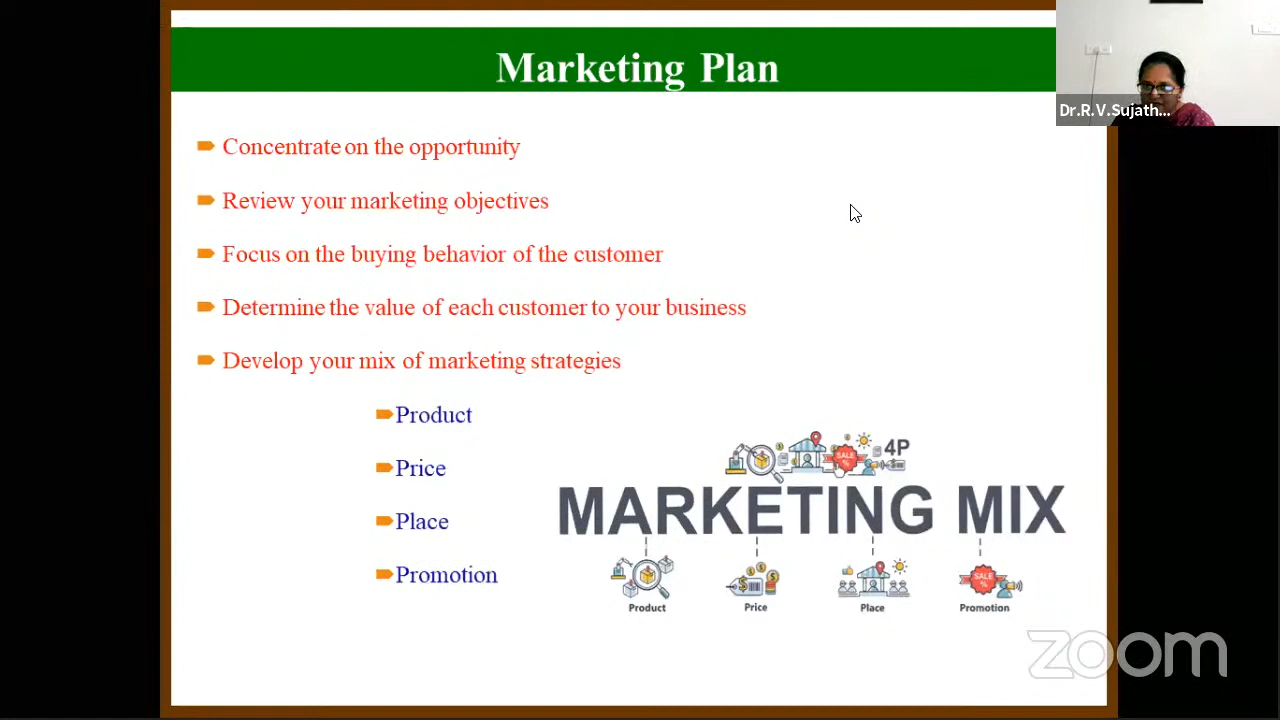 Marketing Plan
Dr.R.V.Sujath...
Concentrate on the opportunity
Review your marketing objectives
Focus on the buying behavior of the customer
Determine the value of each customer to your business
Develop your mix of marketing strategies
Product
Price
Place
Promotion
4P
SALE
%
MARKETING MIX
SALE
%
Product
Price
Place
Promotion
zoom